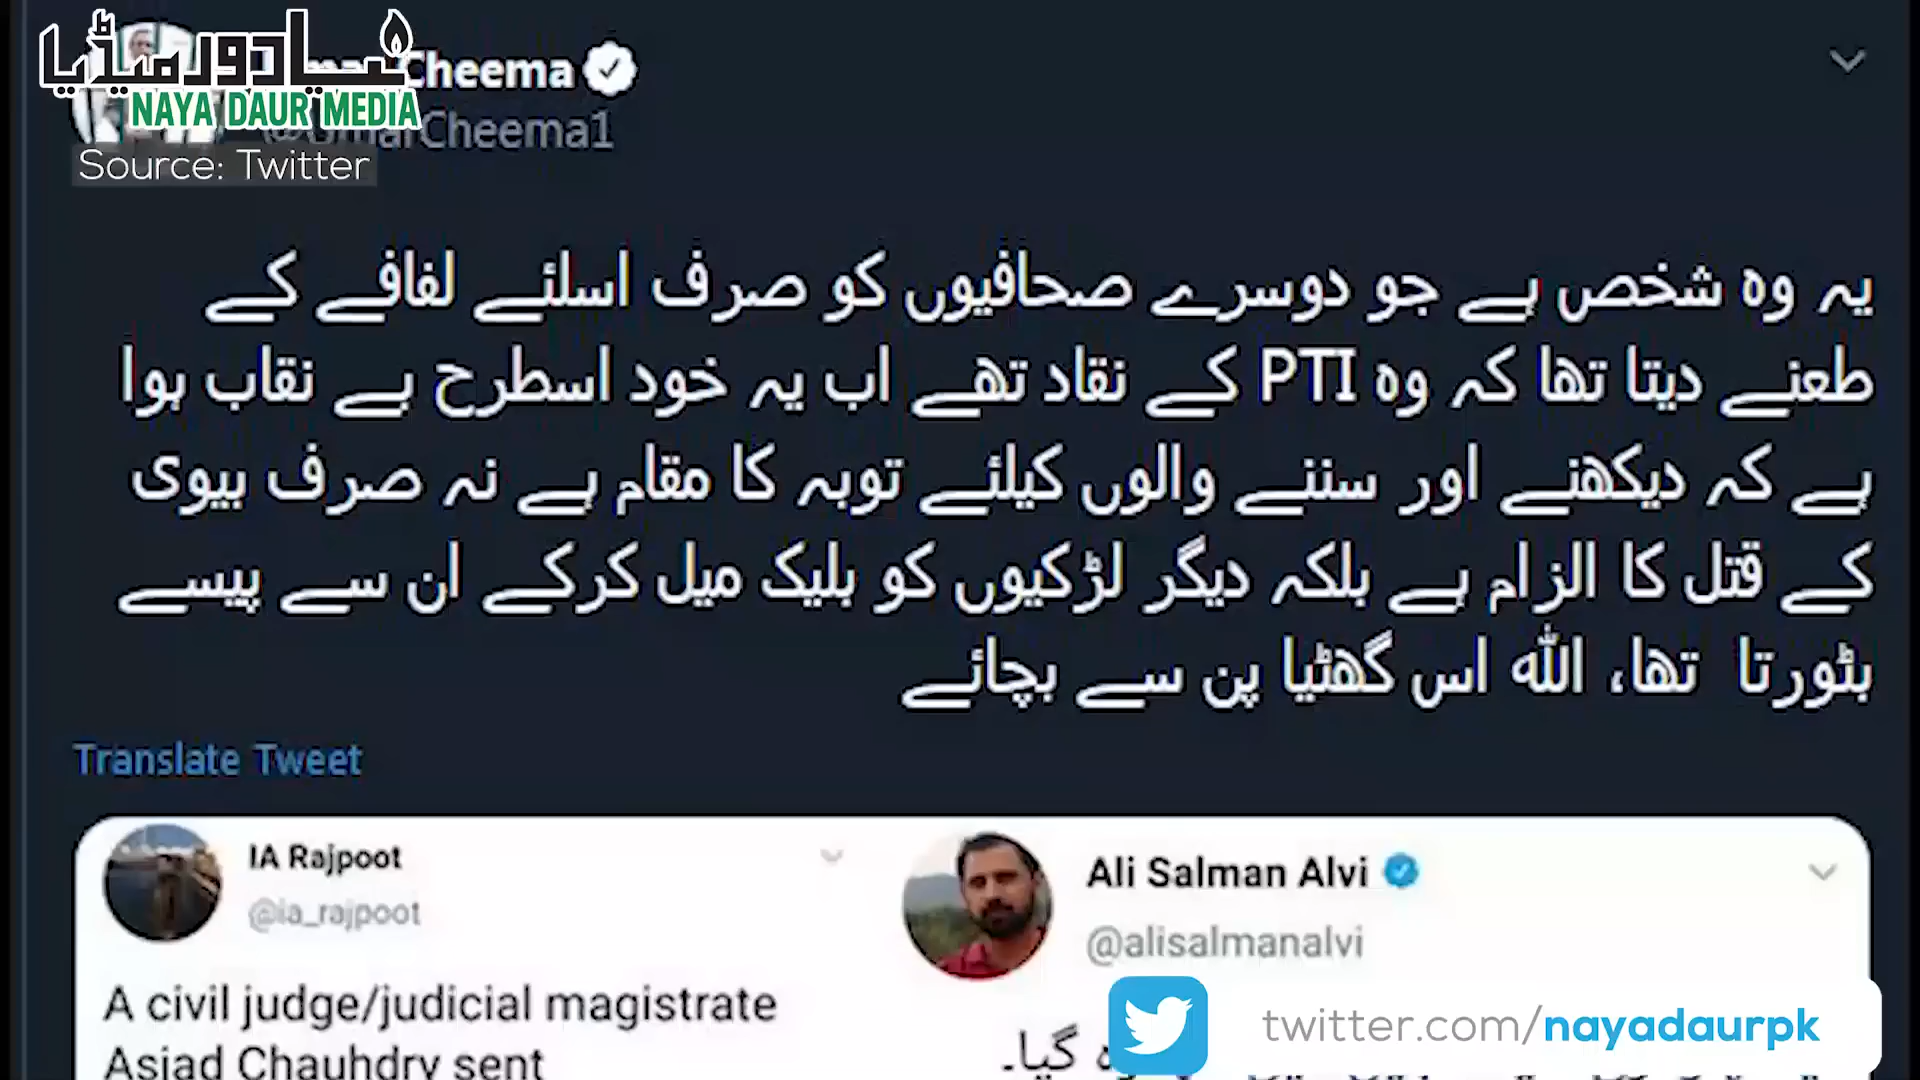 نیا دور میڈیا
NAYA DAUR MEDIA
Cheema
Cheema1
Source: Twitter
یہ وہ شخص ہے جو دوسرے صحافیوں کو صرف اسلئے لفافے کے
طعنے دیتا تھا کہ وہ PTI کے نقاد تھے اب یہ خود اسطرح بے نقاب ہوا
ہے کہ دیکھنے اور سننے والوں کیلئے توبہ کا مقام ہے نہ صرف بیوی
کے قتل کا الزام ہے بلکہ دیگر لڑکیوں کو بلیک میل کرکے ان سے پیسے
بٹورتا تھا، اللہ اس گھٹیا پن سے بچائے
Translate Tweet
IA Rajpoot
@ia_rajpoot
A civil judge/judicial magistrate
Asjad Chauhdry sent
Ali Salman Alvi
@alisalmanalvi
گیا۔
twitter.com/nayadaurpk